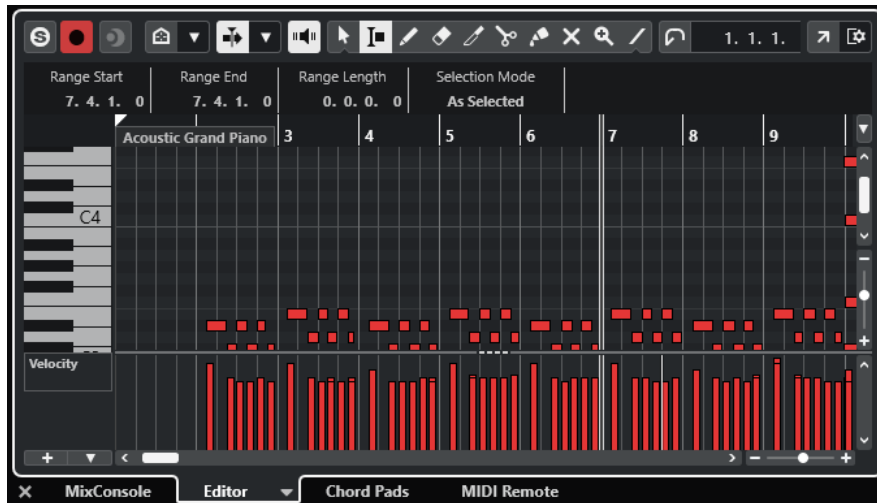 S 1. 1. 1.
Range Start Range End Range Length Selection Mode
7. 4. 1. 0 7. 4. 1. 0 0. 0. 0. 0 As Selected
Acoustic Grand Piano 3 4 5 6 7 8 9
C4
Velocity
MixConsole Editor Chord Pads MIDI Remote